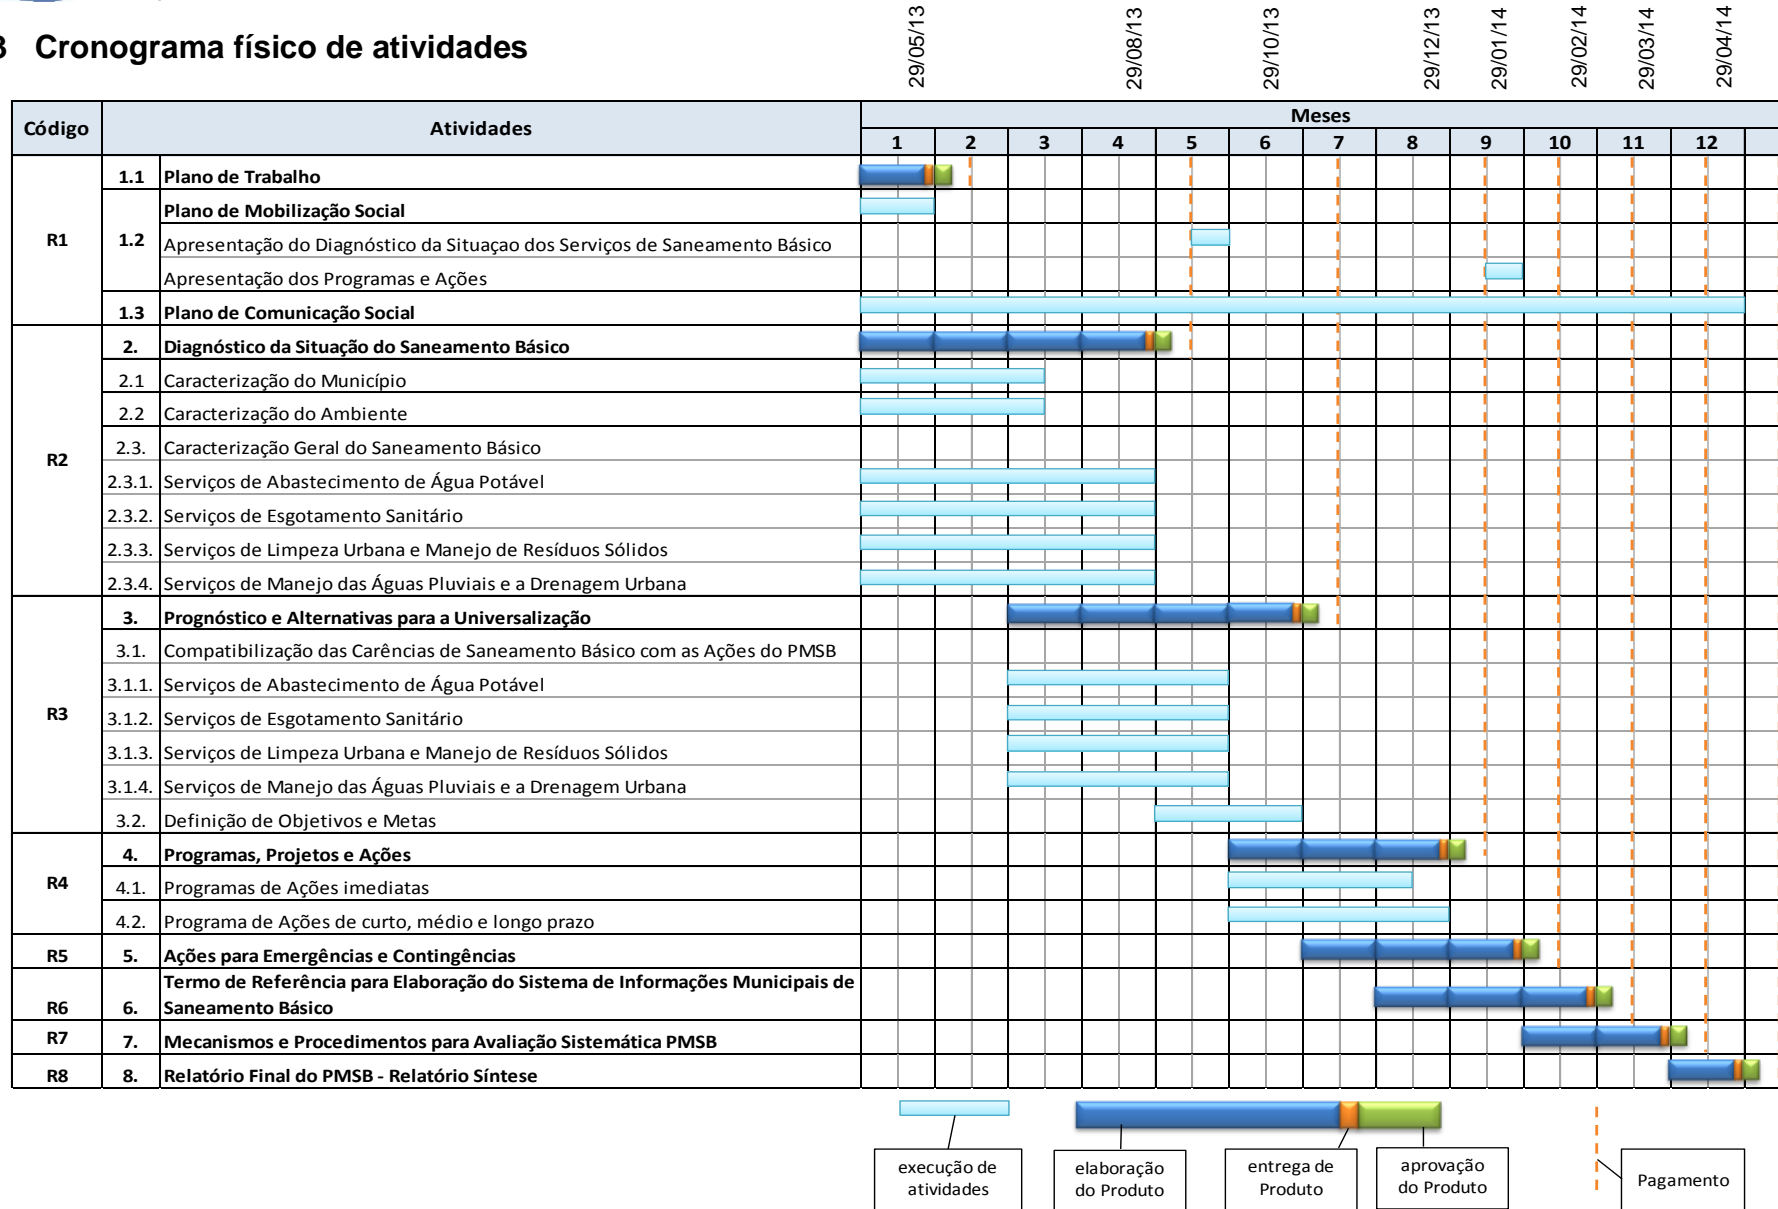 3 Cronograma físico de atividades
29/05/13
29/08/13
29/10/13
29/12/13
29/01/14
29/02/14
29/03/14
29/04/14
Código Atividades Meses
1 2 3 4 5 6 7 8 9 10 11 12
1.1 Plano de Trabalho
Plano de Mobilização Social
R1 1.2 Apresentação do Diagnóstico da Situaçao dos Serviços de Saneamento Básico
Apresentação dos Programas e Ações
1.3 Plano de Comunicação Social
2. Diagnóstico da Situação do Saneamento Básico
2.1 Caracterização do Município
2.2 Caracterização do Ambiente
2.3. Caracterização Geral do Saneamento Básico
R2
2.3.1. Serviços de Abastecimento de Água Potável
2.3.2. Serviços de Esgotamento Sanitário
2.3.3. Serviços de Limpeza Urbana e Manejo de Resíduos Sólidos
2.3.4. Serviços de Manejo das Águas Pluviais e a Drenagem Urbana
3. Prognóstico e Alternativas para a Universalização
3.1. Compatibilização das Carências de Saneamento Básico com as Ações do PMSB
3.1.1. Serviços de Abastecimento de Água Potável
R3 3.1.2. Serviços de Esgotamento Sanitário
3.1.3. Serviços de Limpeza Urbana e Manejo de Resíduos Sólidos
3.1.4. Serviços de Manejo das Águas Pluviais e a Drenagem Urbana
3.2. Definição de Objetivos e Metas
4. Programas, Projetos e Ações
R4 4.1. Programas de Ações imediatas
4.2. Programa de Ações de curto, médio e longo prazo
R5 5. Ações para Emergências e Contingências
Termo de Referência para Elaboração do Sistema de Informações Municipais de
R6 6. Saneamento Básico
R7 7. Mecanismos e Procedimentos para Avaliação Sistemática PMSB
R8 8. Relatório Final do PMSB - Relatório Síntese
execução de
atividades
elaboração
do Produto
entrega de
Produto
aprovação
do Produto
Pagamento